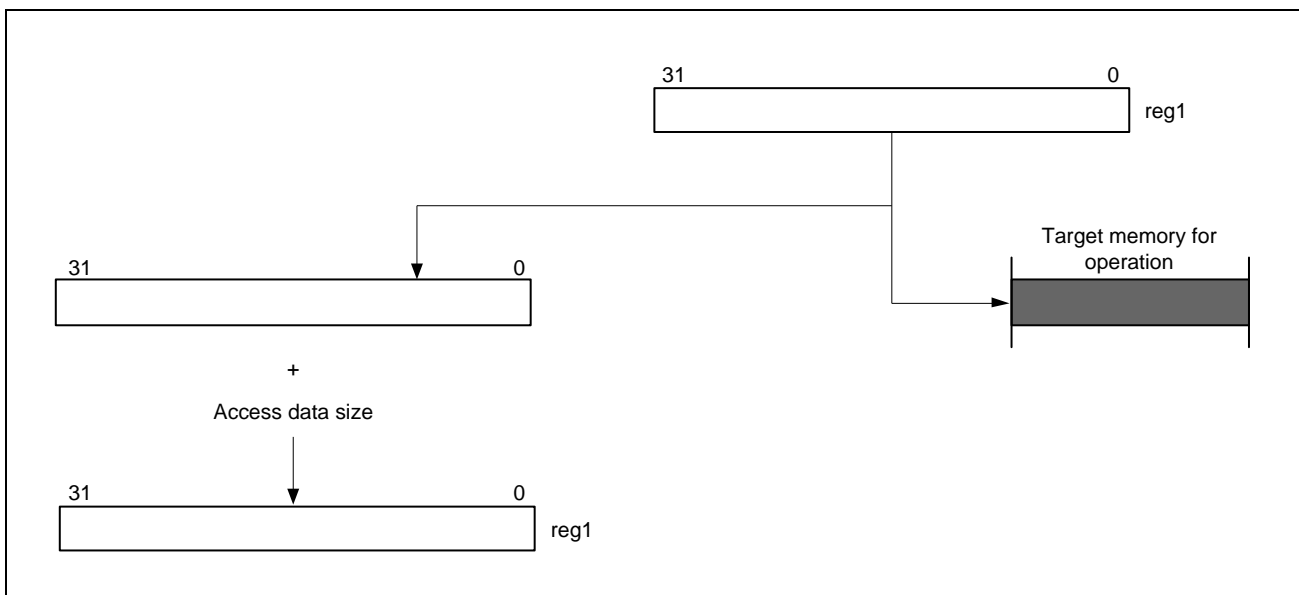 31 0
reg1
Target memory for
operation
31 0
+
Access data size
31 0
reg1